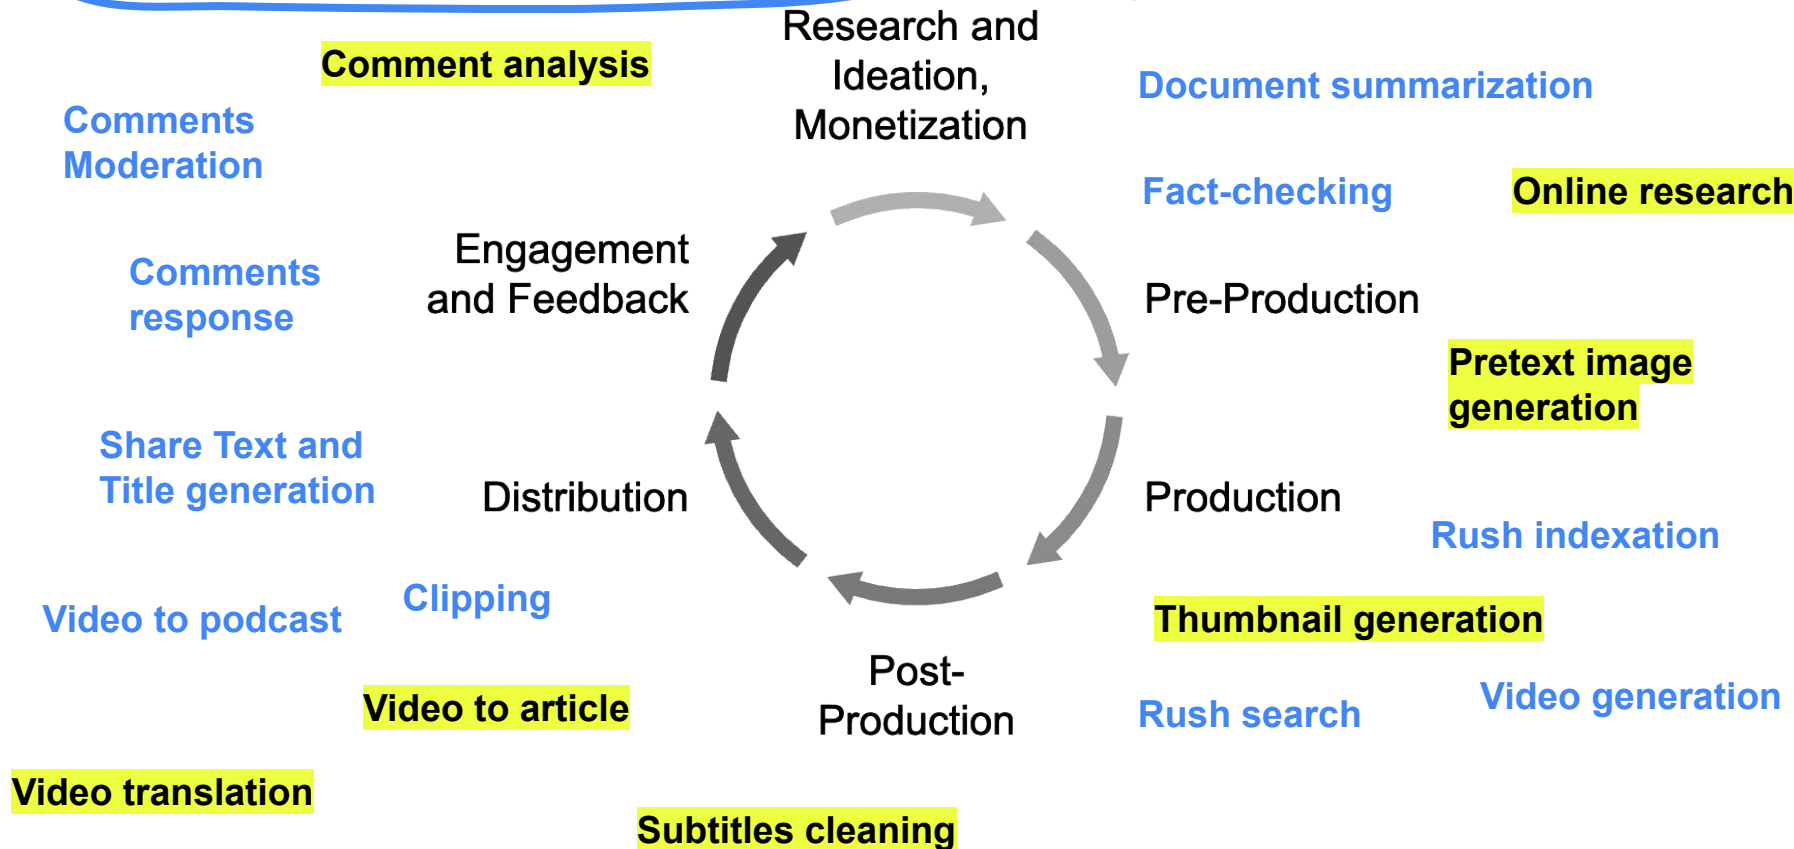 Research and
Ideation,
Monetization
Comment analysis
Document summarization
Comments
Moderation
Fact-checking
Online research
Engagement
and Feedback
Comments
response
Pre-Production
Pretext image
generation
Share Text and
Title generation
Distribution
Production
Rush indexation
Clipping
Video to podcast
Thumbnail generation
Post-
Production
Video to article
Rush search
Video generation
Video translation
Subtitles cleaning